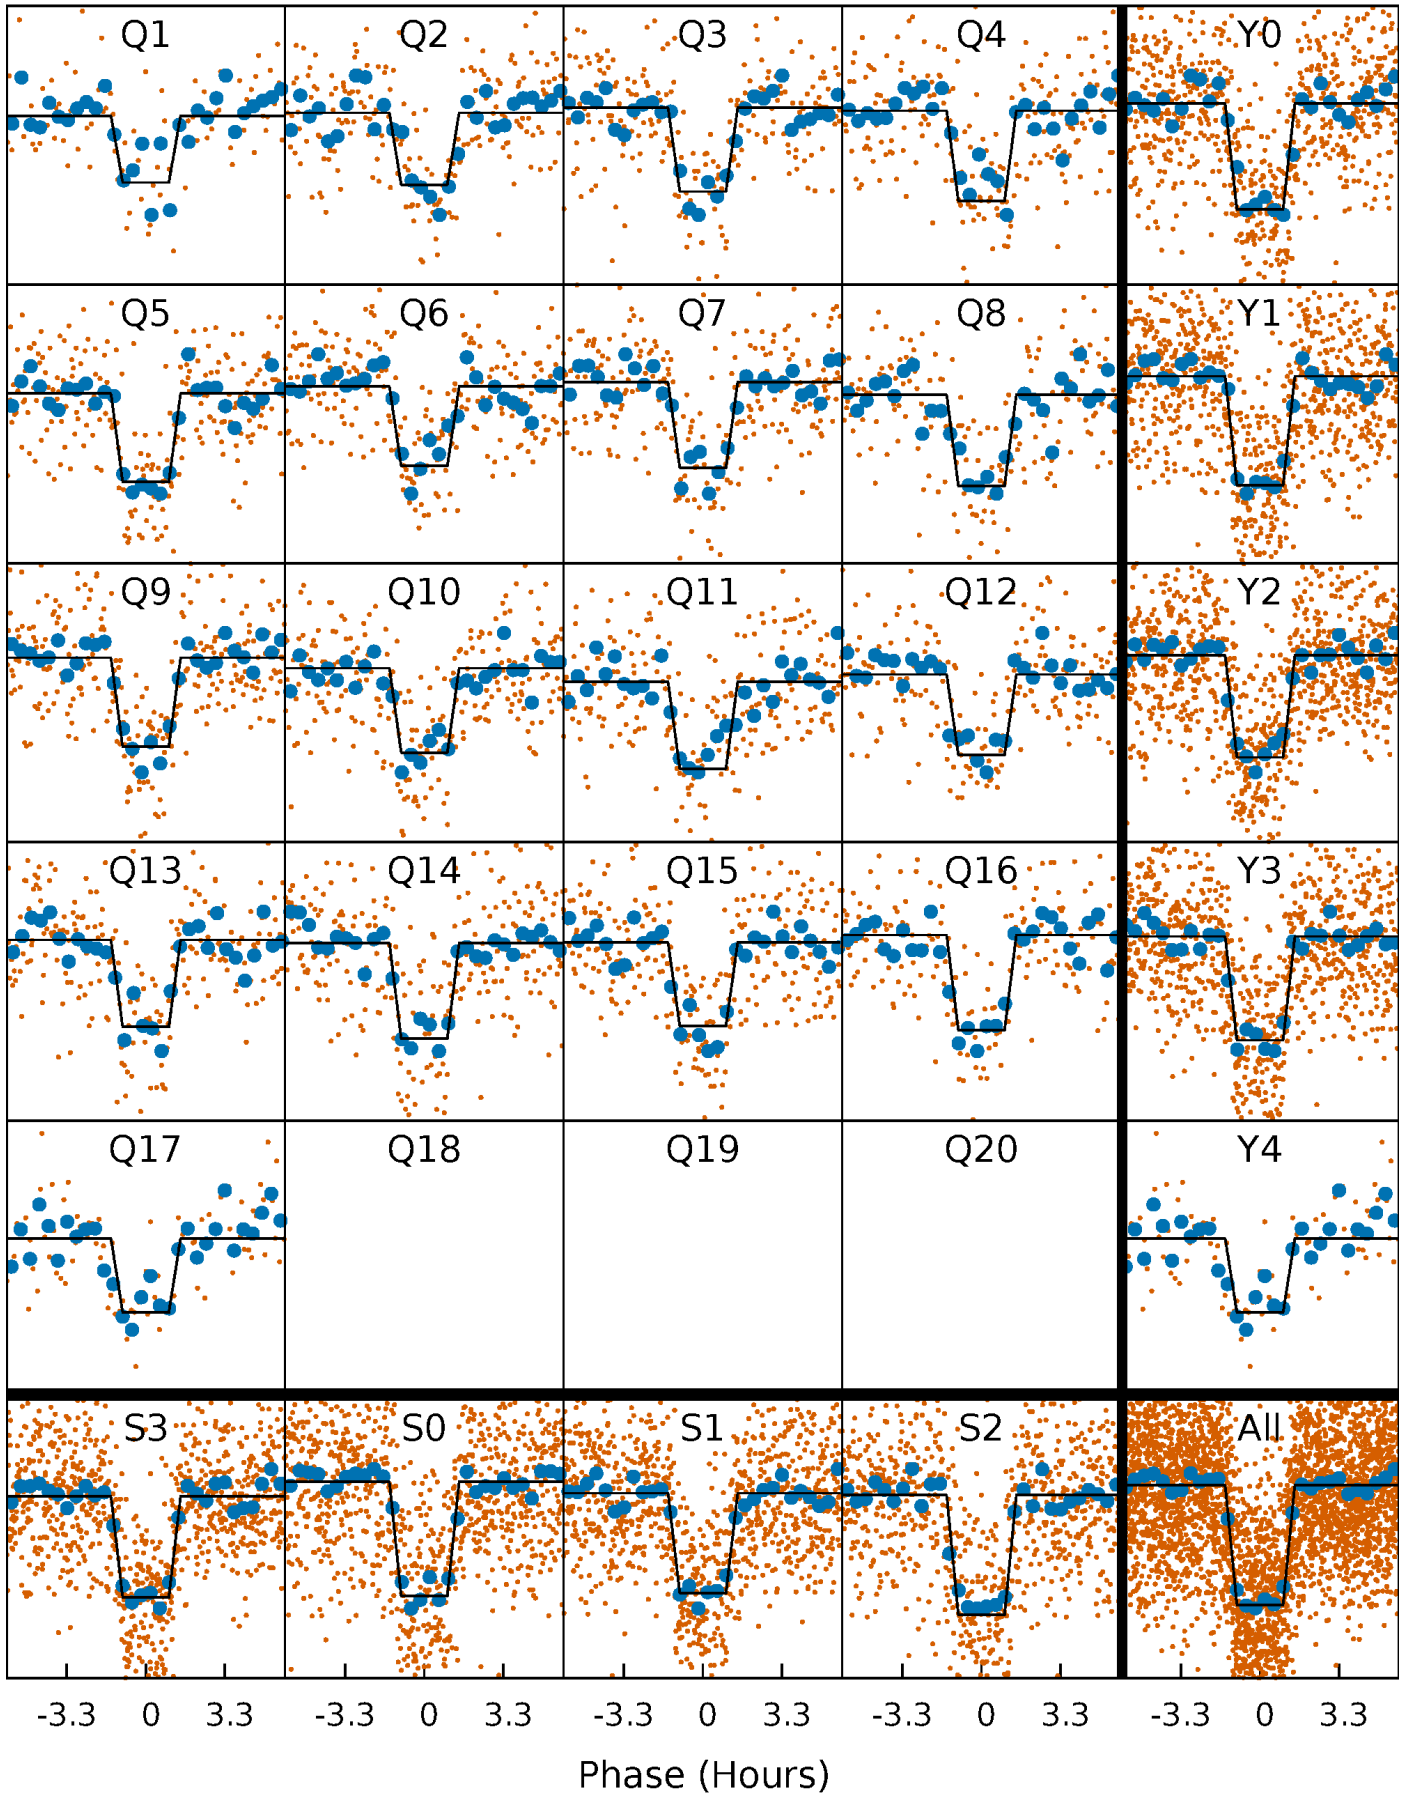 Q1 Q2 Q3 Q4 Y0
Q5 Q6 Q7 Q8 Y1
Q9 Q10 Q11 Q12 Y2
Q13 Q14 Q15 Q16 Y3
Q17 Q18 Q19 Q20 Y4
S3 S0 S1 S2 All
-3.3 0 3.3 -3.3 0 3.3 -3.3 0 3.3 -3.3 0 3.3 -3.3 0 3.3
Phase (Hours)